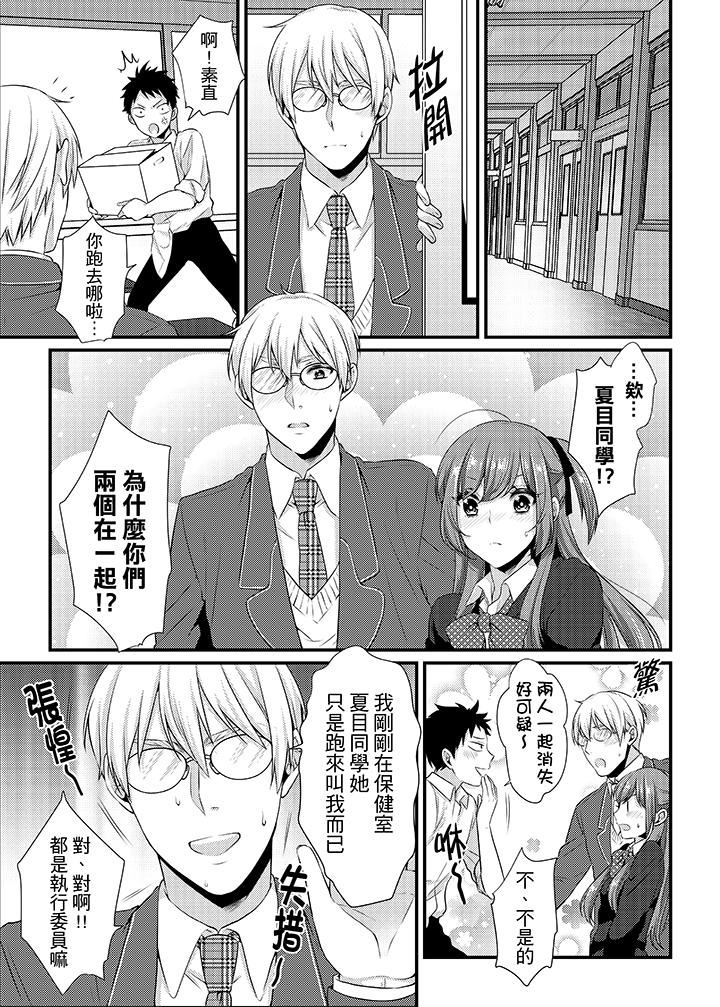 拉開
啊！素直
你跑去哪啦…
…欸…
夏目同學!?
為什麼你們
兩個在一起!?
驚
兩人一起消失
好可疑～
咻～
不、不是的
我剛剛在保健室
夏目同學她
只是跑來叫我而已
張惶～
失措～
對、對啊!!
都是執行委員嘛